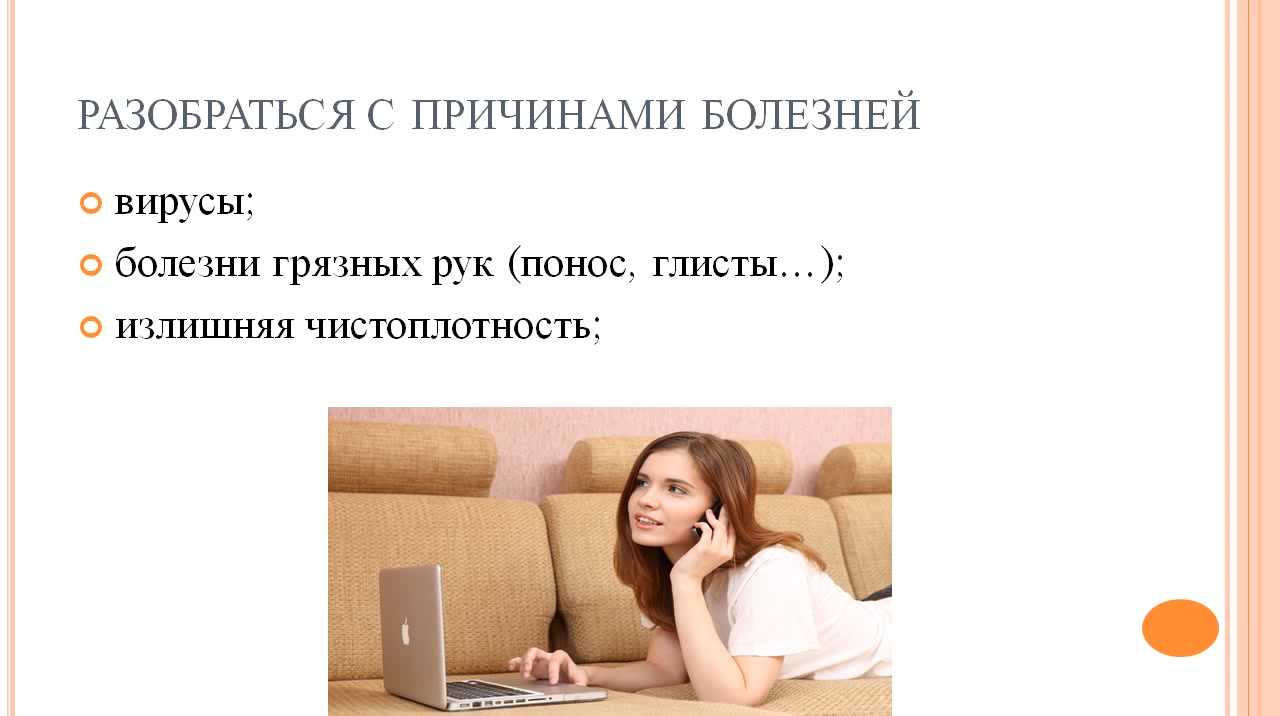 РАЗОБРАТЬСЯ С ПРИЧИНАМИ БОЛЕЗНЕЙ
вирусы;
болезни грязных рук (понос, глисты…);
излишняя чистоплотность;